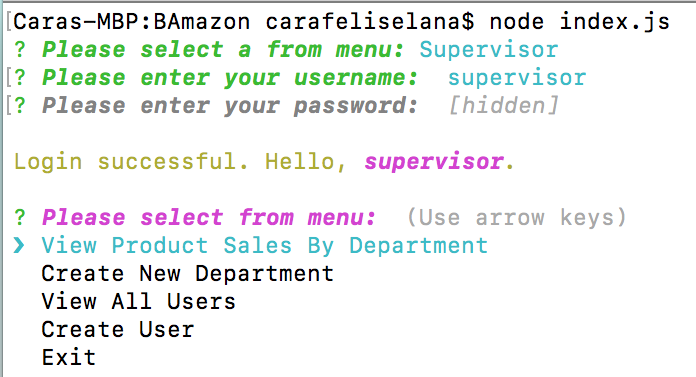 [Caras-MBP:BAmazon carafeliselana$ node index.js
? Please select a from menu: Supervisor
[? Please enter your username:  supervisor
[? Please enter your password:  [hidden]
Login successful. Hello, supervisor.
? Please select from menu:  (Use arrow keys)
❯ View Product Sales By Department
Create New Department
View All Users
Create User
Exit